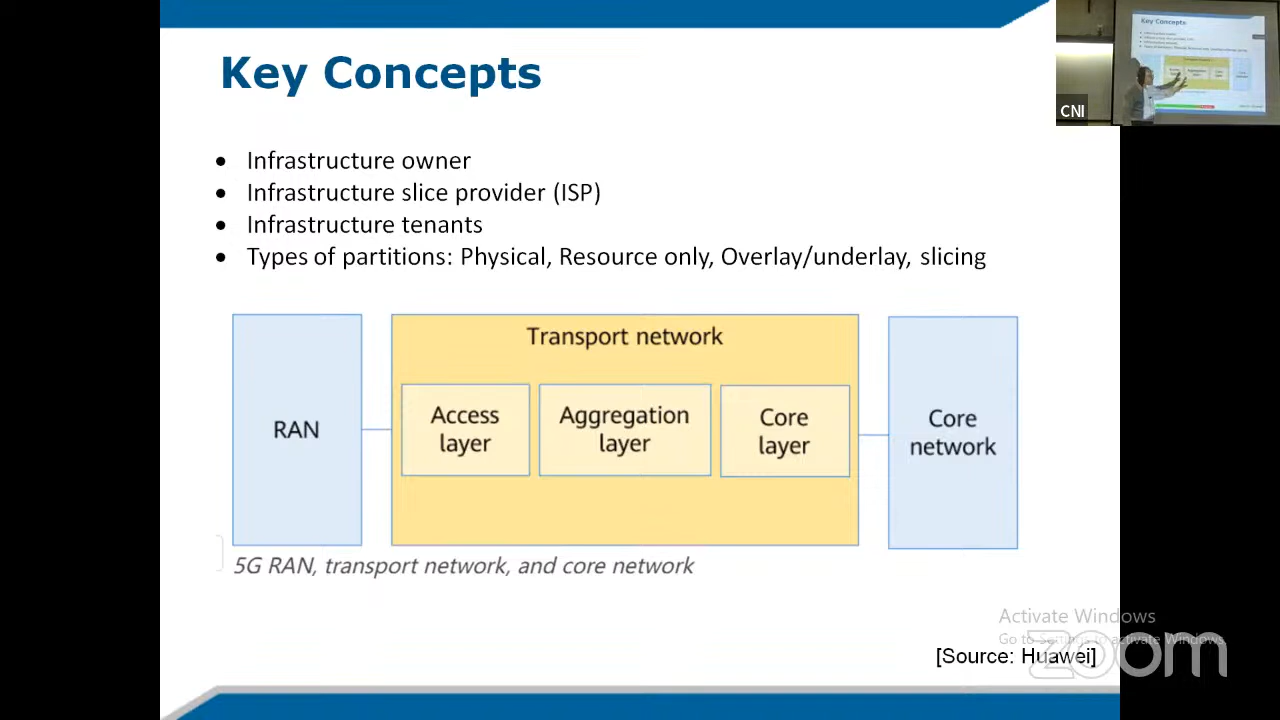 Key Concepts
• Infrastructure owner
• Infrastructure slice provider (ISP)
• Infrastructure tenants
• Types of partitions: Physical, Resource only, Overlay/underlay, slicing
RAN
Transport network
Access
layer
Aggregation
layer
Core
layer
Core
network
5G RAN, transport network, and core network
[Source: Huawei]
Activate Windows
Go to Settings to activate Windows.
zoom
CNI
Key Concepts